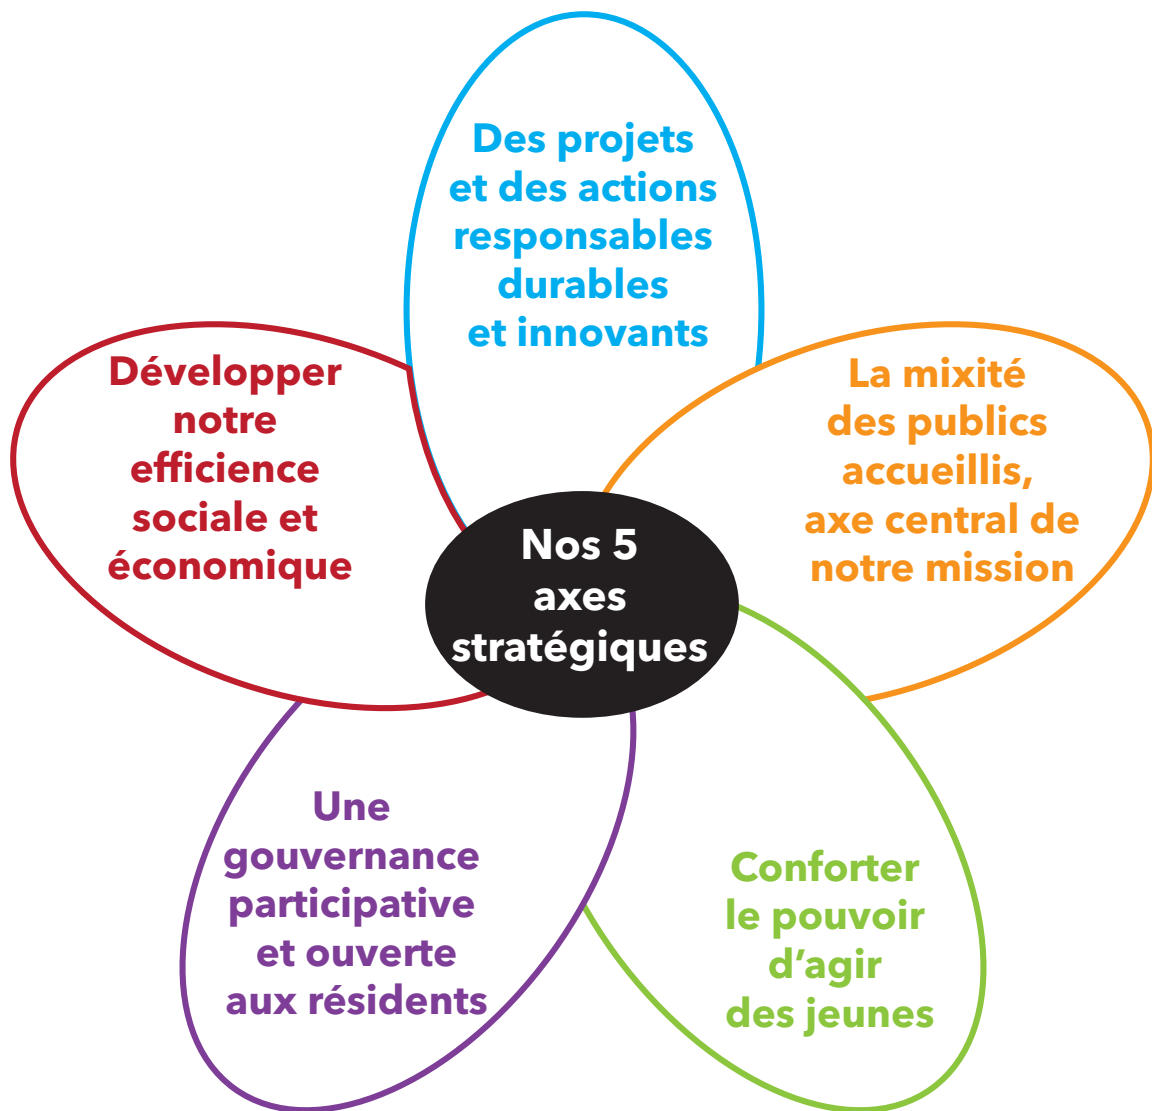 Des projets
et des actions
responsables
durables
et innovants
Développer
notre
efficience
sociale et
économique
La mixité
des publics
accueillis,
axe central de
notre mission
Nos 5
axes
stratégiques
Une
gouvernance
participative
et ouverte
aux résidents
Conforter
le pouvoir
d’agir
des jeunes